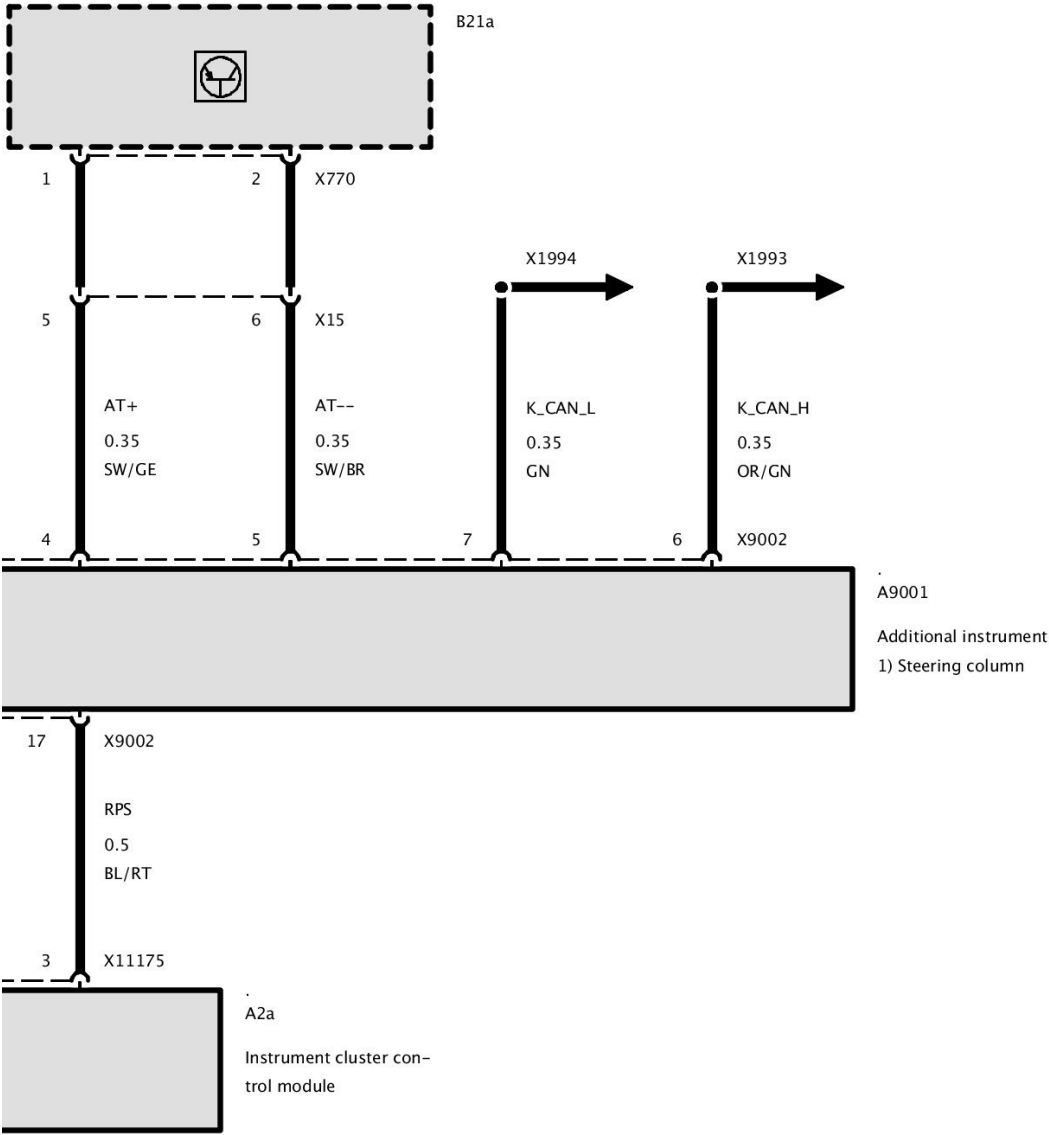 B21a
1
2
X770
X1994
X1993
5
6
X15
AT+
AT--
K_CAN_L
K_CAN_H
0.35
0.35
0.35
0.35
SW/GE
SW/BR
GN
OR/GN
4
5
7
6
X9002
.
A9001
Additional instrument
1) Steering column
17
X9002
RPS
0.5
BL/RT
3
X11175
.
A2a
Instrument cluster con-
trol module